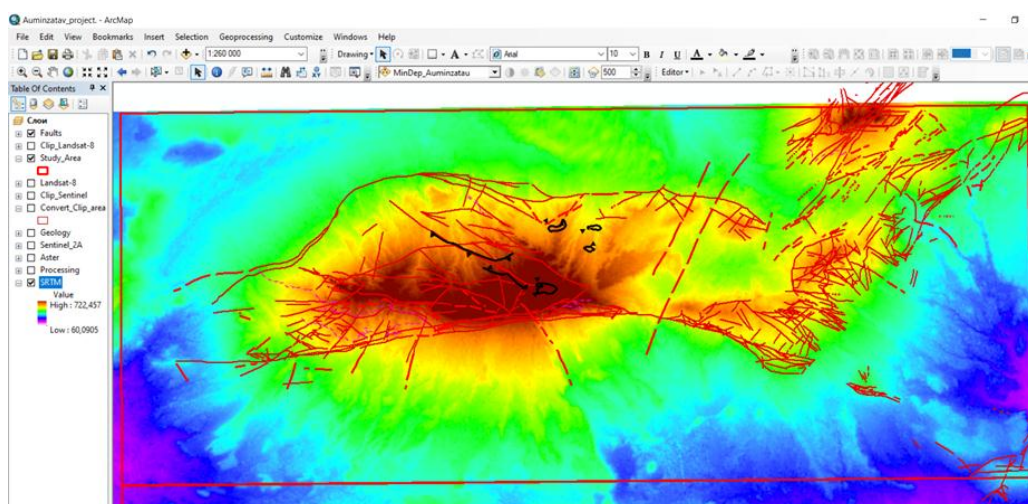 Auminzatav_project. - ArcMap
File Edit View Bookmarks Insert Selection Geoprocessing Customize Windows Help
1:260 000 Drawing Arial 10 B I U A
MinDep_Auminzatau 500 Editor
Table Of Contents
Слои
Faults
Clip_Landsat-8
Study_Area
Landsat-8
Clip_Sentinel
Convert_Clip_area
Geology
Sentinel_2A
Aster
Processing
SRTM
Value
High : 722,457
Low : 60,0905